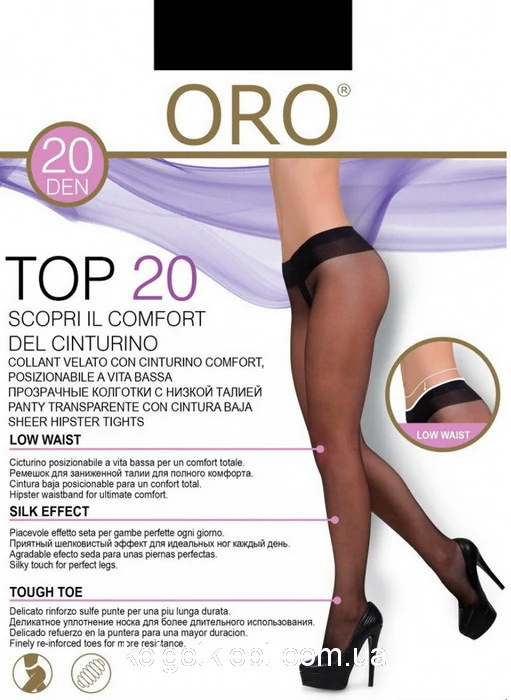 ORO®
20
DEN
TOP 20
SCOPRI IL COMFORT
DEL CINTURINO
COLLANT VELATO CON CINTURINO COMFORT,
POSIZIONABILE A VITA BASSA
ПРОЗРАЧНЫЕ КОЛГОТКИ С НИЗКОЙ ТАЛИЕЙ
PANTY TRANSPARENTE CON CINTURA BAJA
SHEER HIPSTER TIGHTS
LOW WAIST
LOW WAIST
Cicturino posizionabile a vita bassa per un comfort totale.
Ремешок для заниженной талии для полного комфорта.
Cintura baja posicionable para un confort total.
Hipster waistband for ultimate comfort.
SILK EFFECT
Piacevole effetto seta per gambe perfette ogni giorno.
Приятный шелковистый эффект для идеальных ног каждый день.
Agradable efecto seda para unas piernas perfectas.
Silky touch for perfect legs.
TOUGH TOE
Delicato rinforzo sulfe punte per una piu lunga durata.
Деликатное уплотнение носка для более длительного использования.
Delicado refuerzo en la puntera para una mayor duracion.
Finely re-inforced toes for more resistance.